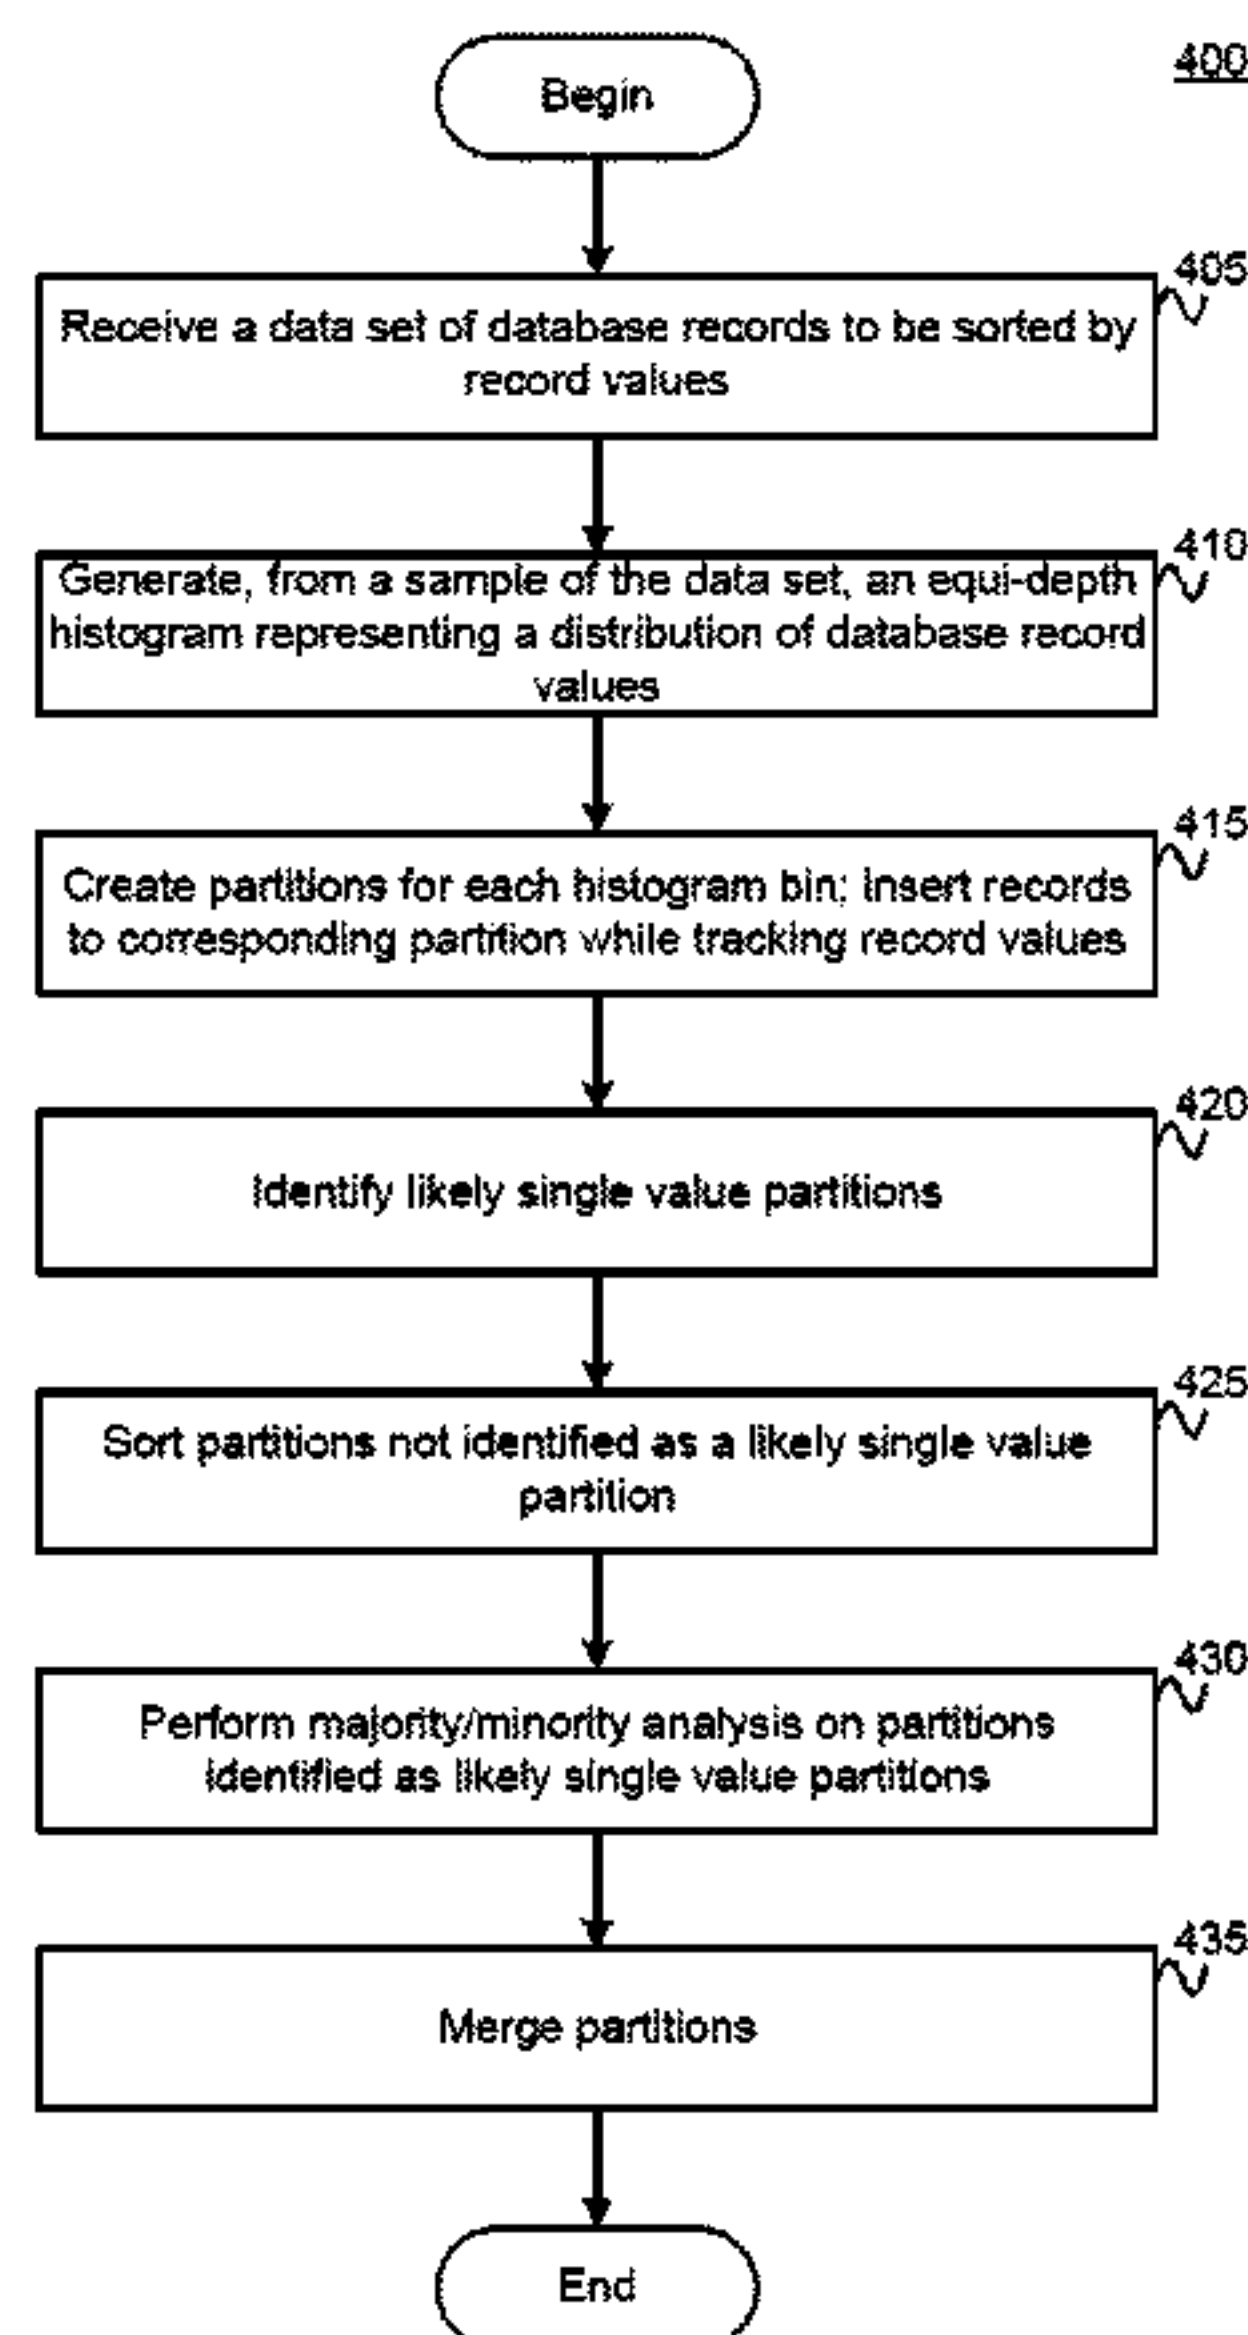 400
Begin
405
Receive a data set of database records to be sorted by
record values
410
Generate, from a sample of the data set, an equi-depth
histogram representing a distribution of database record
values
415
Create partitions for each histogram bin; insert records
to corresponding partition while tracking record values
420
Identify likely single value partitions
425
Sort partitions not identified as a likely single value
partition
430
Perform majority/minority analysis on partitions
identified as likely single value partitions
435
Merge partitions
End